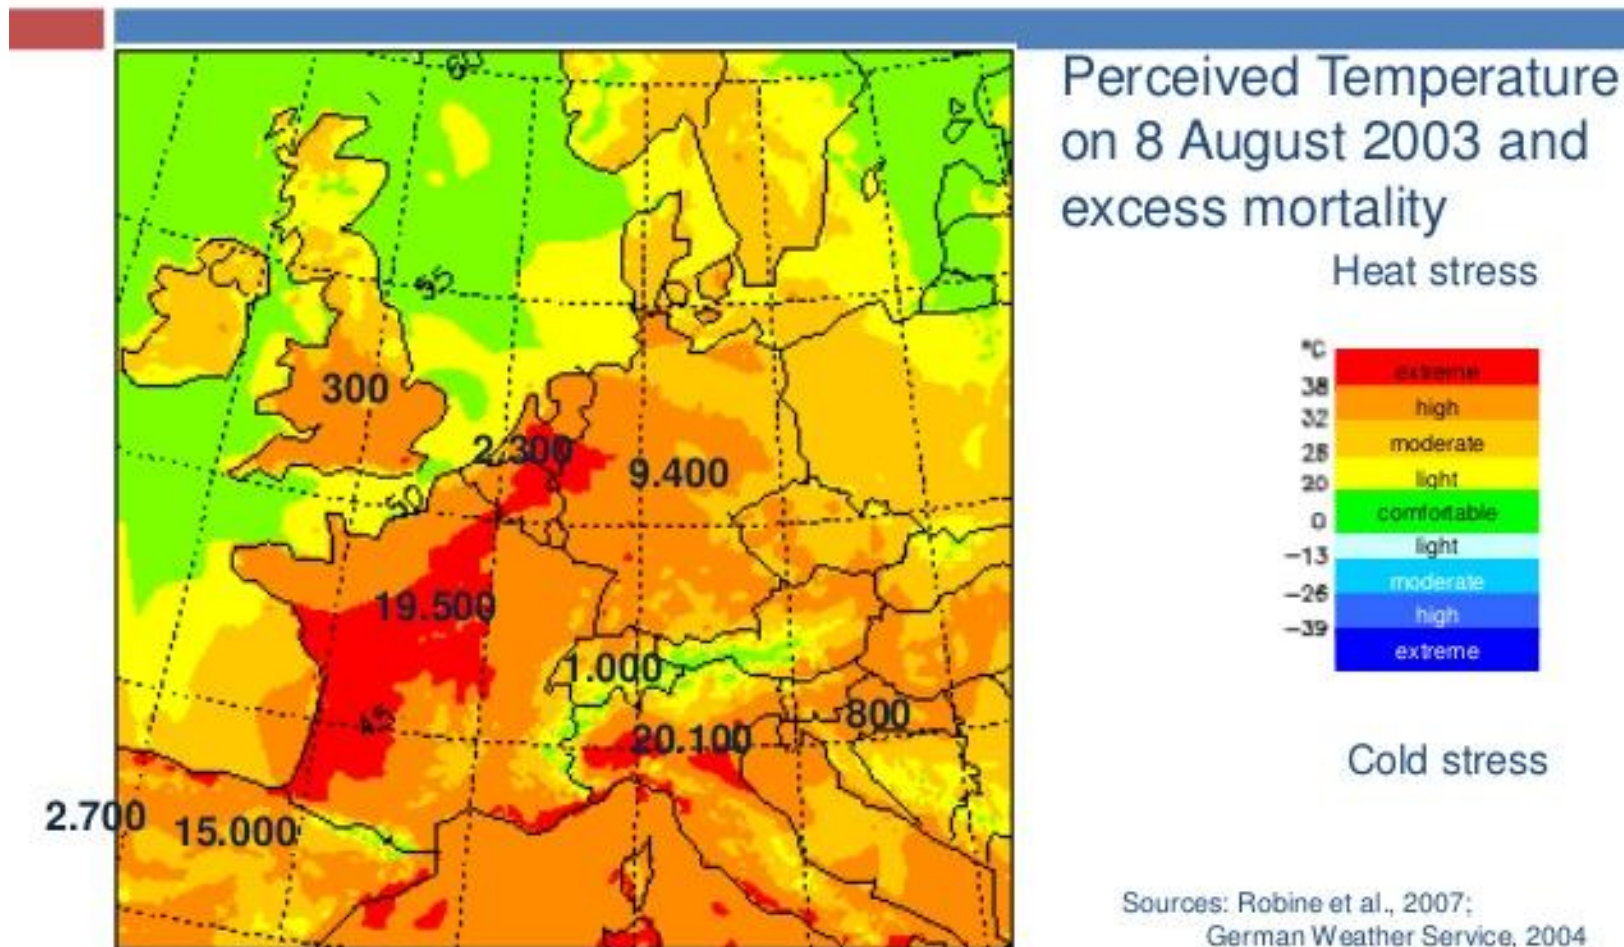 Perceived Temperature
on 8 August 2003 and
excess mortality
Heat stress
°C
extreme
38
high
32
moderate
26
light
20
comfortable
0
light
-13
moderate
-26
high
-39
extreme
Cold stress
55
300
2.300
9.400
50
19.500
1.000
45
20.100
800
2.700
15.000
Sources: Robine et al., 2007;
German Weather Service, 2004